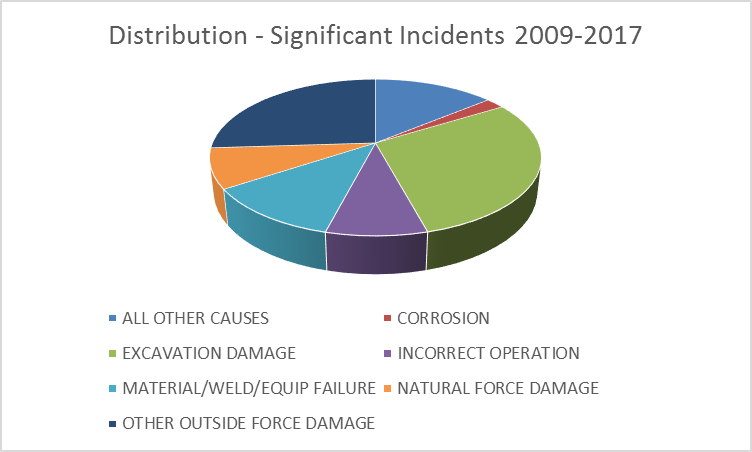 Distribution - Significant Incidents 2009-2017
ALL OTHER CAUSES
CORROSION
EXCAVATION DAMAGE
INCORRECT OPERATION
MATERIAL/WELD/EQUIP FAILURE
NATURAL FORCE DAMAGE
OTHER OUTSIDE FORCE DAMAGE